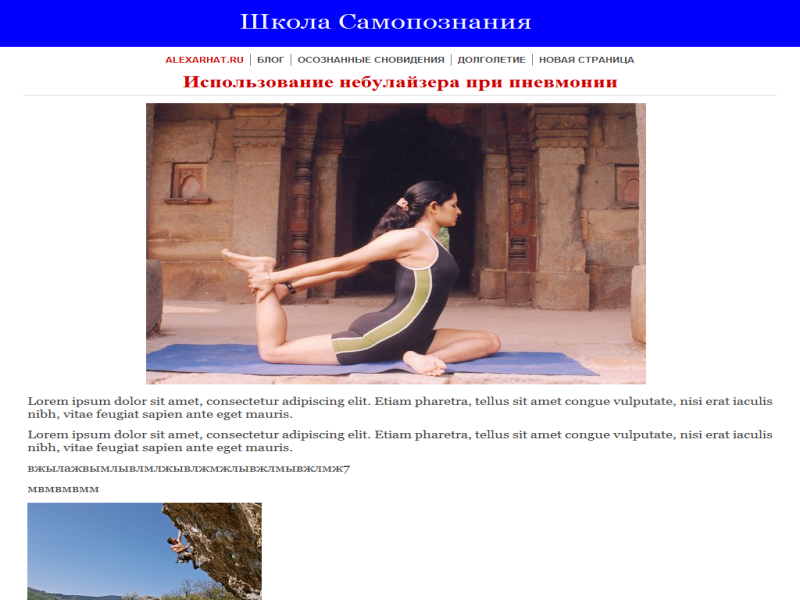 Школа Самопознания
ALEXARHAT.RU | БЛОГ | ОСОЗНАННЫЕ СНОВИДЕНИЯ | ДОЛГОЛЕТИЕ | НОВАЯ СТРАНИЦА
Использование небулайзера при пневмонии
Lorem ipsum dolor sit amet, consectetur adipiscing elit. Etiam pharetra, tellus sit amet congue vulputate, nisi erat iaculis
nibh, vitae feugiat sapien ante eget mauris.
Lorem ipsum dolor sit amet, consectetur adipiscing elit. Etiam pharetra, tellus sit amet congue vulputate, nisi erat iaculis
nibh, vitae feugiat sapien ante eget mauris.
вжылажвымлывлмлжывлжмжлывжлмывжлмж7
мвмвмвмм